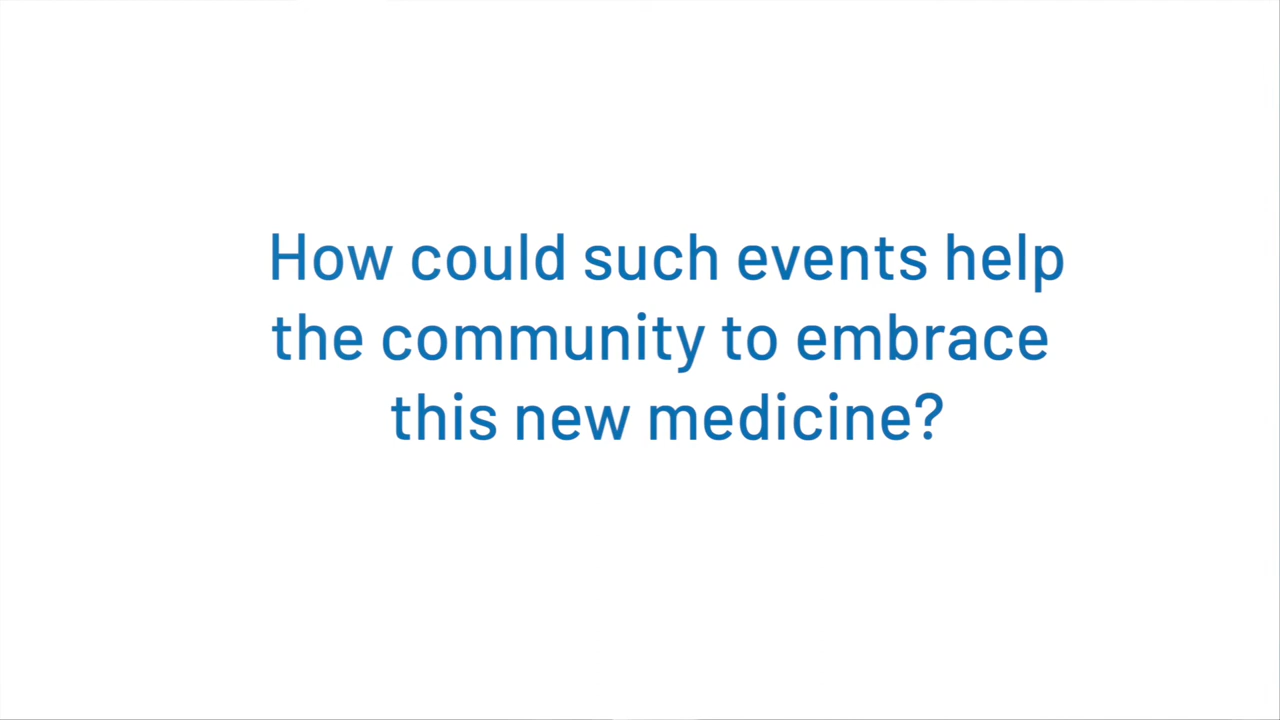 How could such events help
the community to embrace
this new medicine?